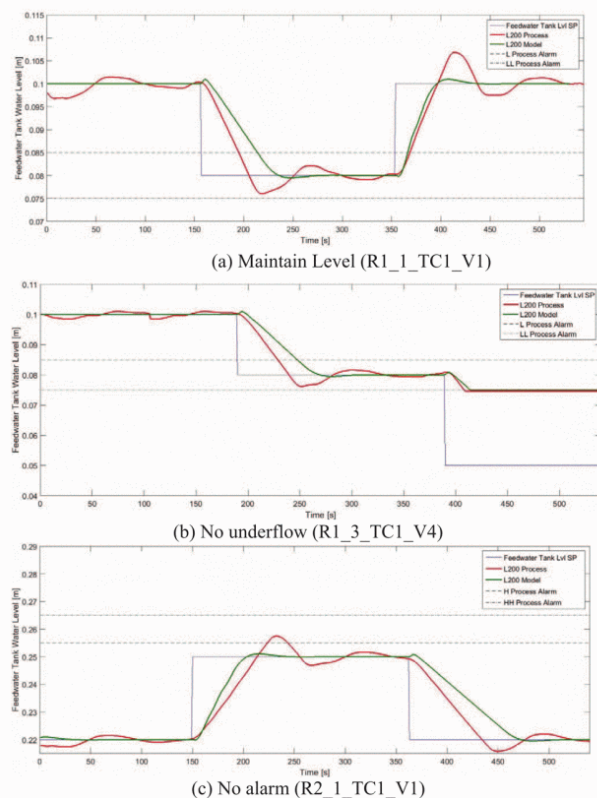 0.115
0.11
0.105
0.1
0.095
0.09
0.085
0.08
0.075
0.07
Feedwater Tank Water Level [m]
Feedwater Tank Lvl SP
L200 Process
L200 Model
L Process Alarm
LL Process Alarm
0 50 100 150 200 250 300 350 400 450 500
Time [s]
(a) Maintain Level (R1_1_TC1_V1)
0.11
0.1
0.09
0.08
0.07
0.06
0.05
0.04
Feedwater Tank Water Level [m]
Feedwater Tank Lvl SP
L200 Process
L200 Model
L Process Alarm
LL Process Alarm
0 50 100 150 200 250 300 350 400 450 500
Time [s]
(b) No underflow (R1_3_TC1_V4)
0.29
0.28
0.27
0.26
0.25
0.24
0.23
0.22
Feedwater Tank Water Level [m]
Feedwater Tank Lvl SP
L200 Process
L200 Model
H Process Alarm
HH Process Alarm
0 50 100 150 200 250 300 350 400 450 500
Time [s]
(c) No alarm (R2_1_TC1_V1)